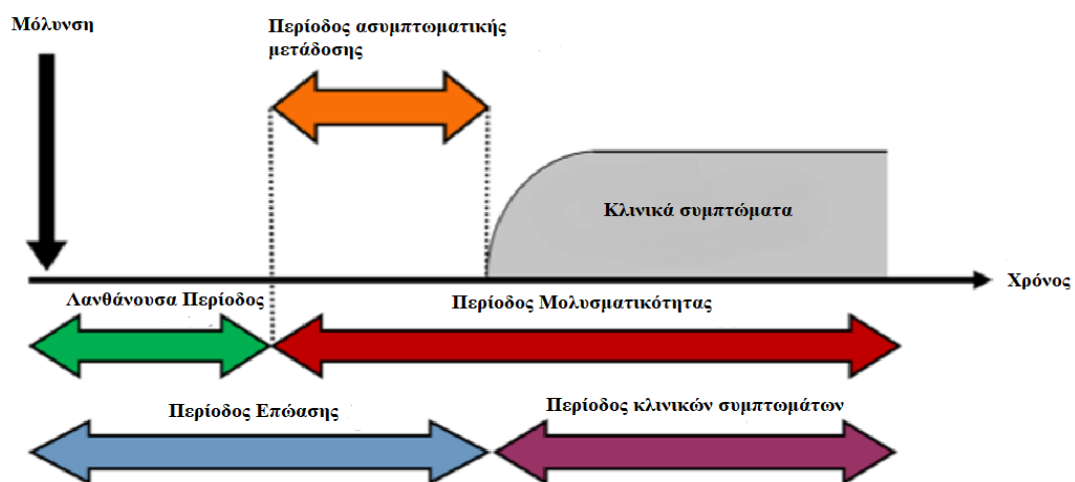 Μόλυνση
Περίοδος ασυμπτωματικής
μετάδοσης
Κλινικά συμπτώματα
Χρόνος
Λανθάνουσα Περίοδος
Περίοδος Μολυσματικότητας
Περίοδος Επώασης
Περίοδος κλινικών συμπτωμάτων